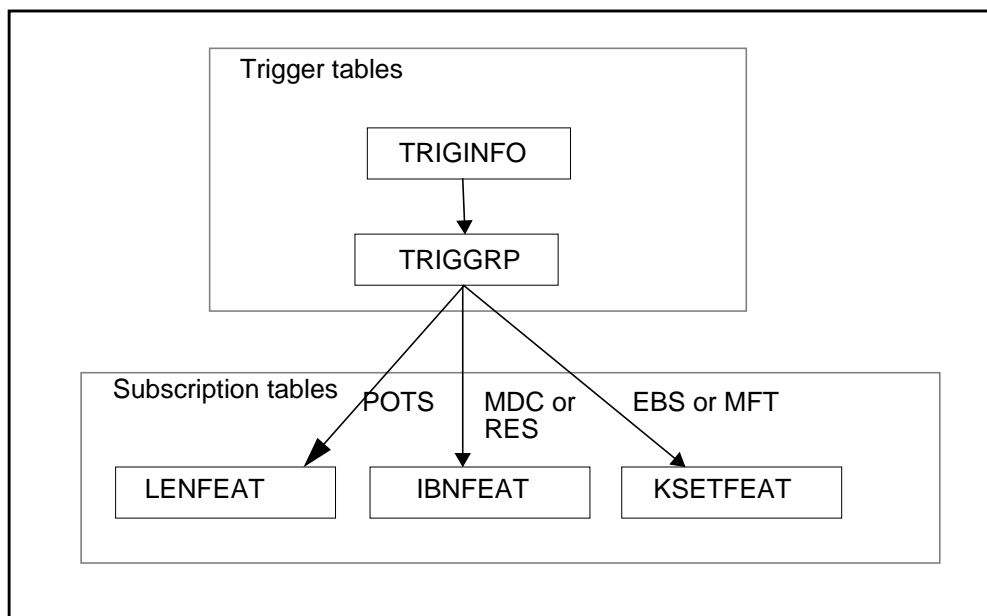 Trigger tables
TRIGINFO
TRIGGRP
Subscription tables
POTS
MDC or
RES
EBS or MFT
LENFEAT
IBNFEAT
KSETFEAT